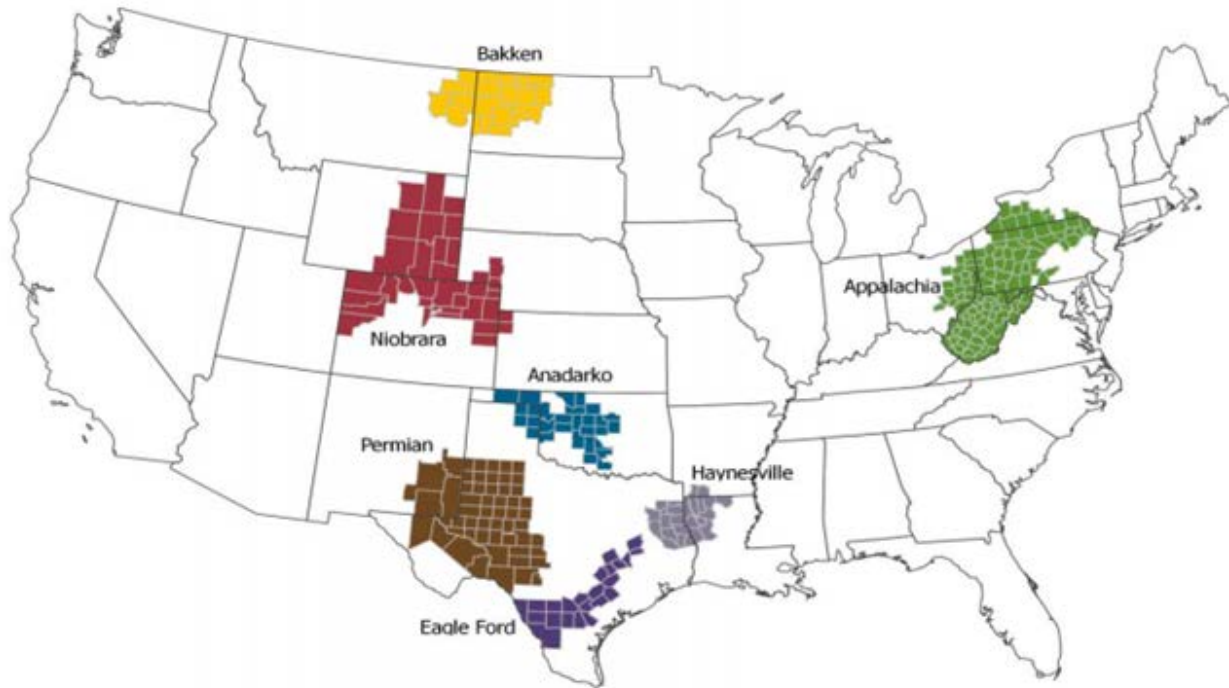 Bakken
Appalachia
Niobrara
Anadarko
Permian
Haynesville
Eagle Ford